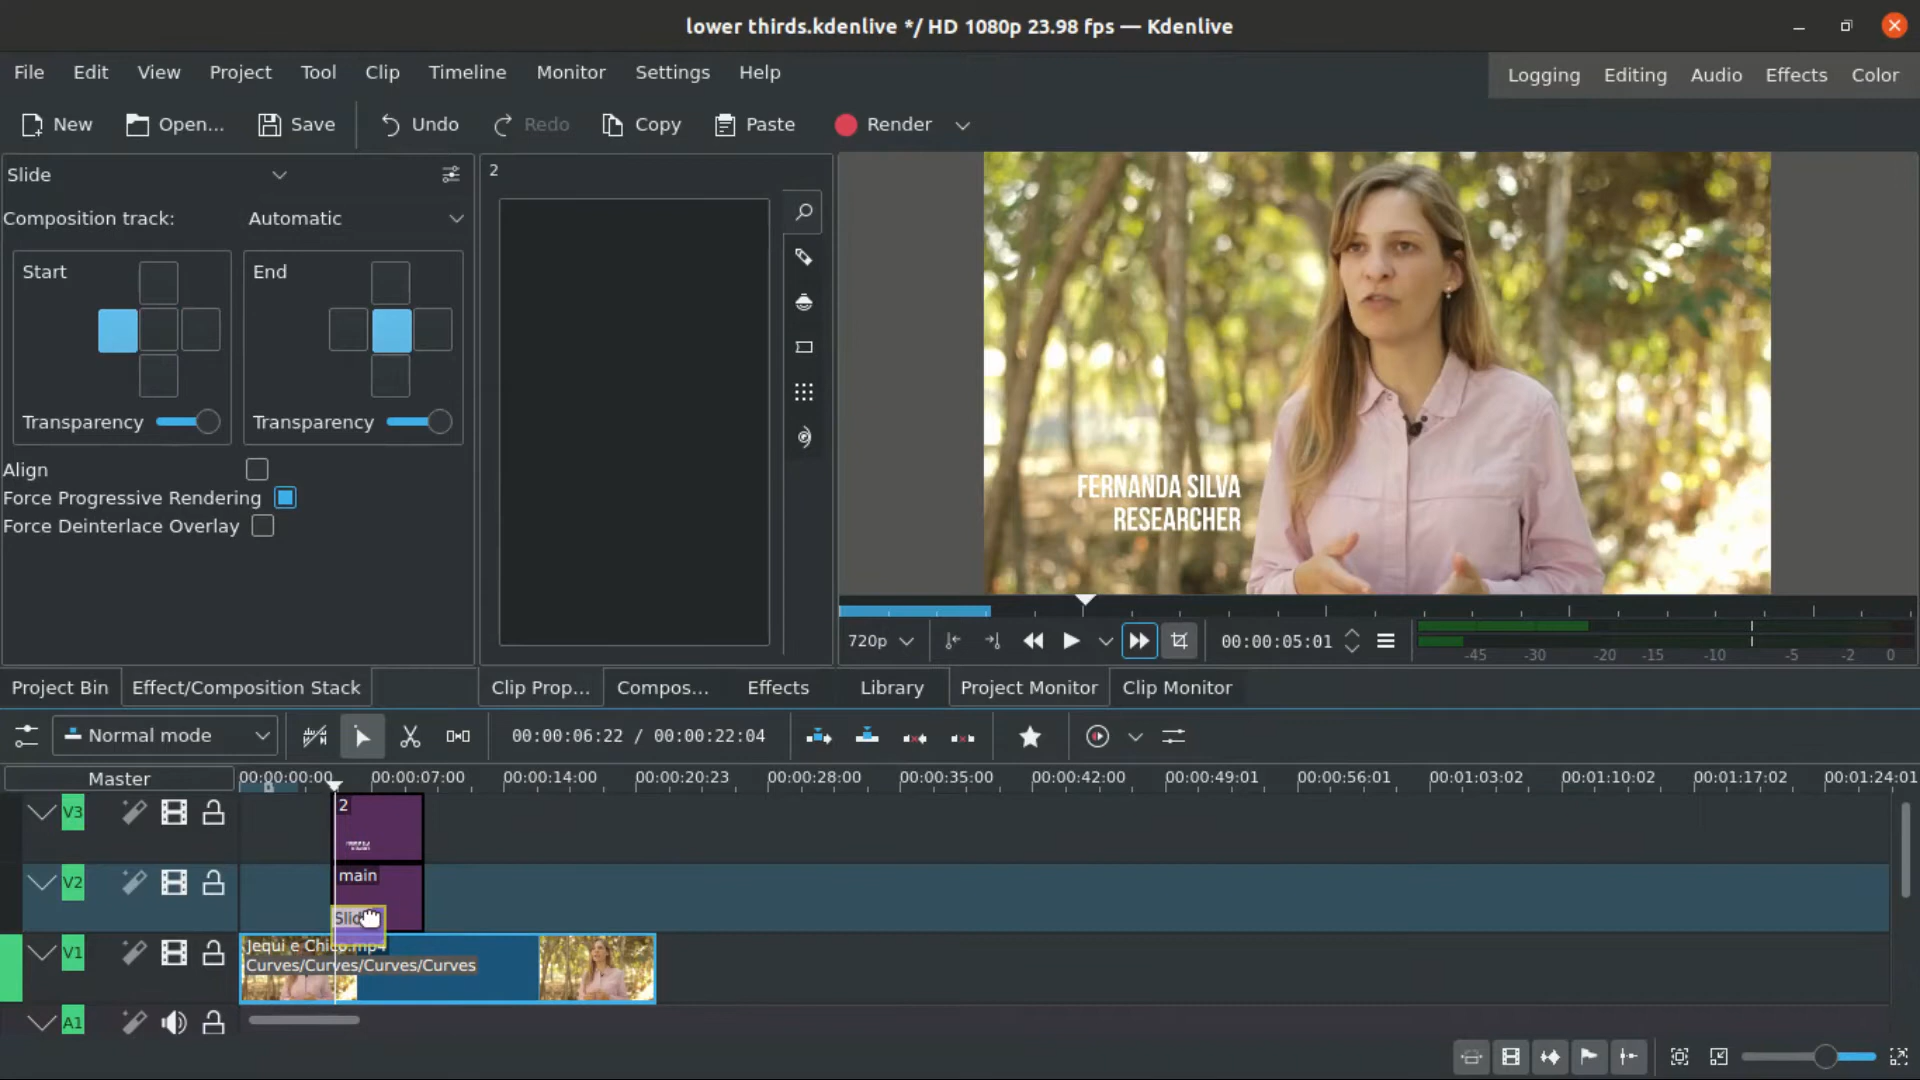 lower thirds.kdenlive */ HD 1080p 23.98 fps — Kdenlive
File Edit View Project Tool Clip Timeline Monitor Settings Help
Logging Editing Audio Effects Color
New Open... Save Undo Redo Copy Paste Render
Slide
Composition track: Automatic
Start End
Transparency Transparency
Align
Force Progressive Rendering
Force Deinterlace Overlay
2
FERNANDA SILVA
RESEARCHER
720p 00:00:05:01
-45 -30 -20 -15 -10 -5 -2 0
Project Bin Effect/Composition Stack Clip Prop... Compos... Effects Library Project Monitor Clip Monitor
Normal mode 00:00:06:22 / 00:00:22:04
Master 00:00:00:00 00:00:07:00 00:00:14:00 00:00:20:23 00:00:28:00 00:00:35:00 00:00:42:00 00:00:49:01 00:00:56:01 00:01:03:02 00:01:10:02 00:01:17:02 00:01:24:01
V3 2
V2 main
V1 Jequi e Chico.mp4
Curves/Curves/Curves/Curves
A1